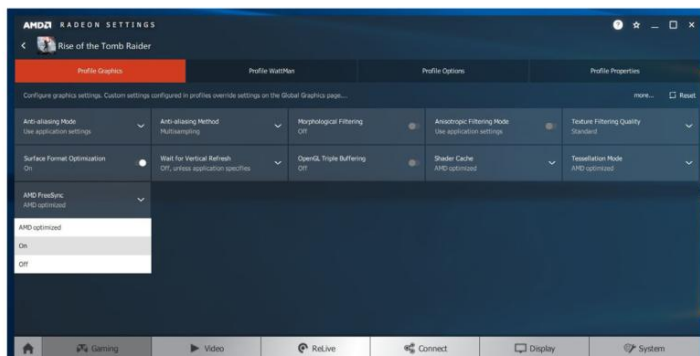 AMD RADEON SETTINGS
Rise of the Tomb Raider
Profile Graphics
Profile WattMan
Profile Options
Profile Properties
Configure graphics settings. Custom settings configured in profiles override settings on the Global Graphics page....
more...
Reset
Anti-aliasing Mode
Use application settings
Anti-aliasing Method
Multisampling
Morphological Filtering
Off
Anisotropic Filtering Mode
Use application settings
Texture Filtering Quality
Standard
Surface Format Optimization
On
Wait for Vertical Refresh
Off, unless application specifies
OpenGL Triple Buffering
Off
Shader Cache
AMD optimized
Tessellation Mode
AMD optimized
AMD FreeSync
AMD optimized
AMD optimized
On
Off
Gaming
Video
ReLive
Connect
Display
System